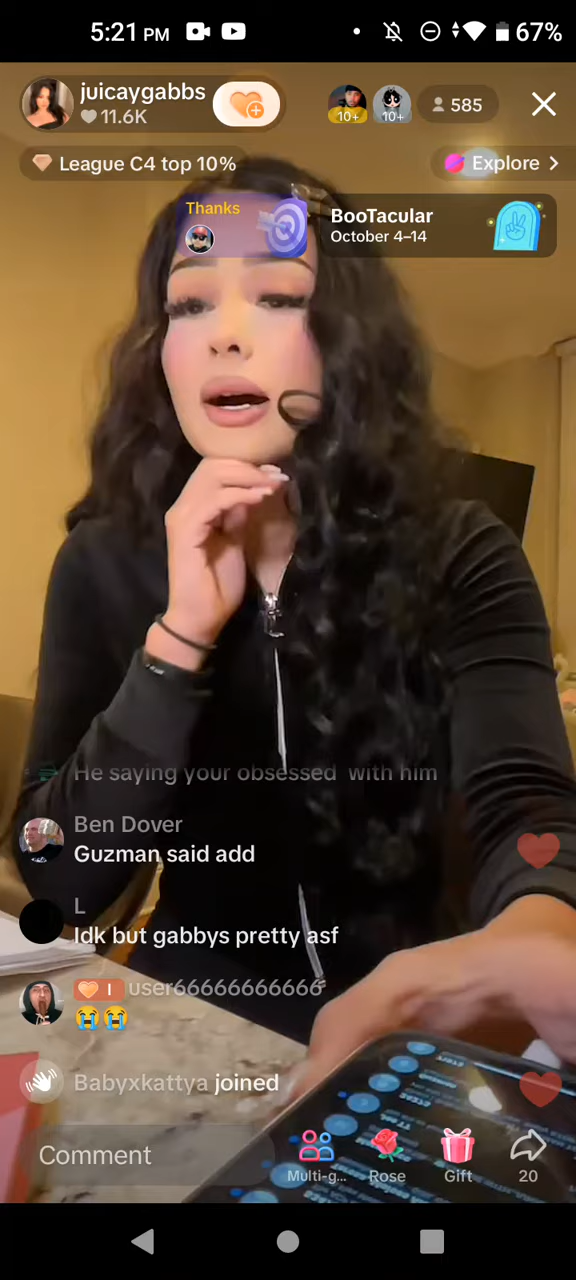 5:21 PM
67%
juicaygabbs
11.6K
10+
10+
585
League C4 top 10%
Explore >
Thanks
BooTacular
October 4–14
He saying your obsessed with him
Ben Dover
Guzman said add
L
Idk but gabbys pretty asf
I user66666666666
😭😭
Babyxkattya joined
Comment
Multi-g...
Rose
Gift
20